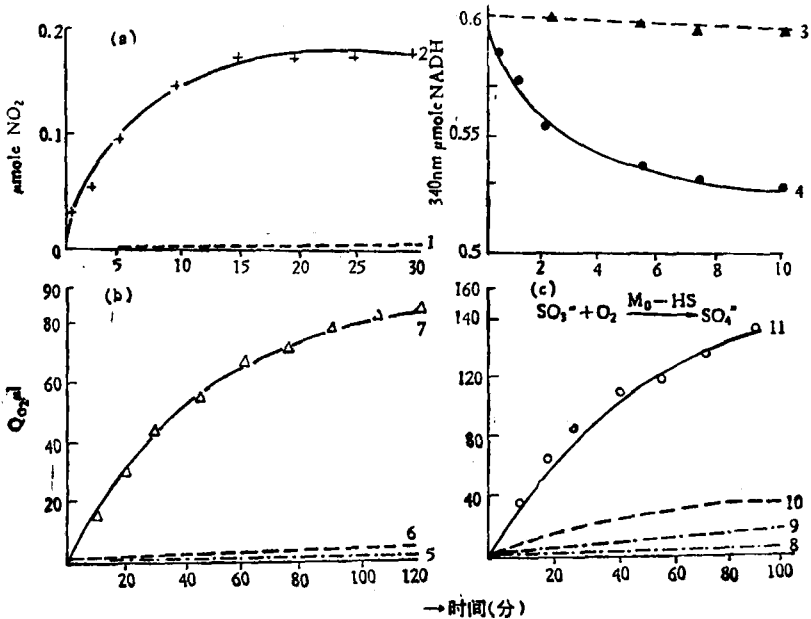 (a)
μmole NO₂
0.2
0.1
0
5 10 15 20 25 30
2
1
340nm μmole NADH
0.6
0.55
0.5
2 4 6 8 10
3
4
(b)
Q O₂ μl
90
80
60
40
20
20 40 60 80 100 120
7
6
5
(c)
SO₃" + O₂ M₀—HS → SO₄"
160
140
120
80
40
20 40 60 80 100
11
10
9
8
→时间(分)